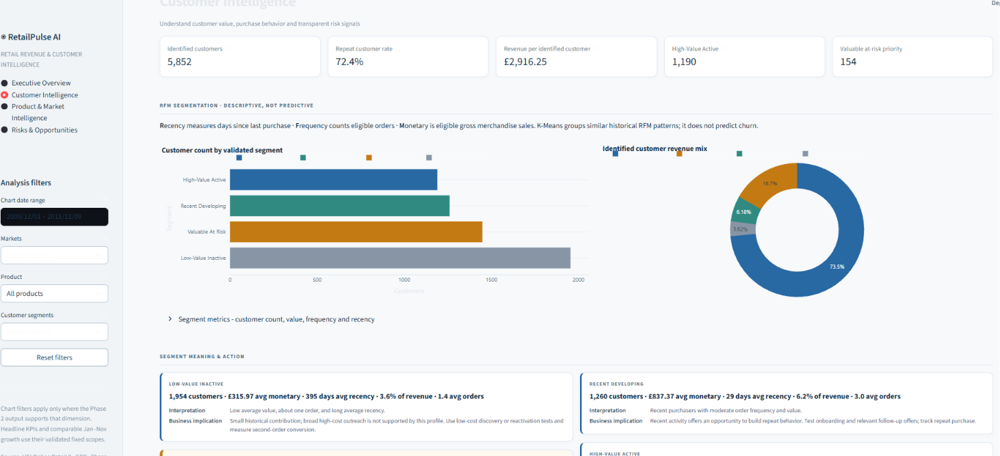 Customer Intelligence
Understand customer value, purchase behavior and transparent risk signals
RetailPulse AI
RETAIL REVENUE & CUSTOMER
INTELLIGENCE
Executive Overview
Customer Intelligence
Product & Market
Intelligence
Risks & Opportunities
Analysis filters
Chart date range
2009/12/01 – 2011/12/09
Markets
Product
All products
Customer segments
Reset filters
Chart filters apply only where the Phase
2 output supports that dimension.
Headline KPIs and comparable Jan–Nov
growth use their validated fixed scopes.
Identified customers
5,852
Repeat customer rate
72.4%
Revenue per identified customer
£2,916.25
High-Value Active
1,190
Valuable at-risk priority
154
RFM SEGMENTATION · DESCRIPTIVE, NOT PREDICTIVE
Recency measures days since last purchase · Frequency counts eligible orders · Monetary is eligible gross merchandise sales. K-Means groups similar historical RFM patterns; it does not predict churn.
Customer count by validated segment
Segment
High-Value Active
Recent Developing
Valuable At Risk
Low-Value Inactive
0 500 1000 1500 2000
Customers
Identified customer revenue mix
16.7%
6.18%
3.62%
73.5%
Segment metrics - customer count, value, frequency and recency
SEGMENT MEANING & ACTION
LOW-VALUE INACTIVE
1,954 customers · £315.97 avg monetary · 395 days avg recency · 3.6% of revenue · 1.4 avg orders
Interpretation Low average value, about one order, and long average recency.
Business implication Small historical contribution; broad high-cost outreach is not supported by this profile. Use low-cost discovery or reactivation tests and
measure second-order conversion.
RECENT DEVELOPING
1,260 customers · £837.37 avg monetary · 29 days avg recency · 6.2% of revenue · 3.0 avg orders
Interpretation Recent purchasers with moderate order frequency and value.
Business implication Recent activity offers an opportunity to build repeat behavior. Test onboarding and relevant follow-up offers; track repeat purchase.
HIGH-VALUE ACTIVE